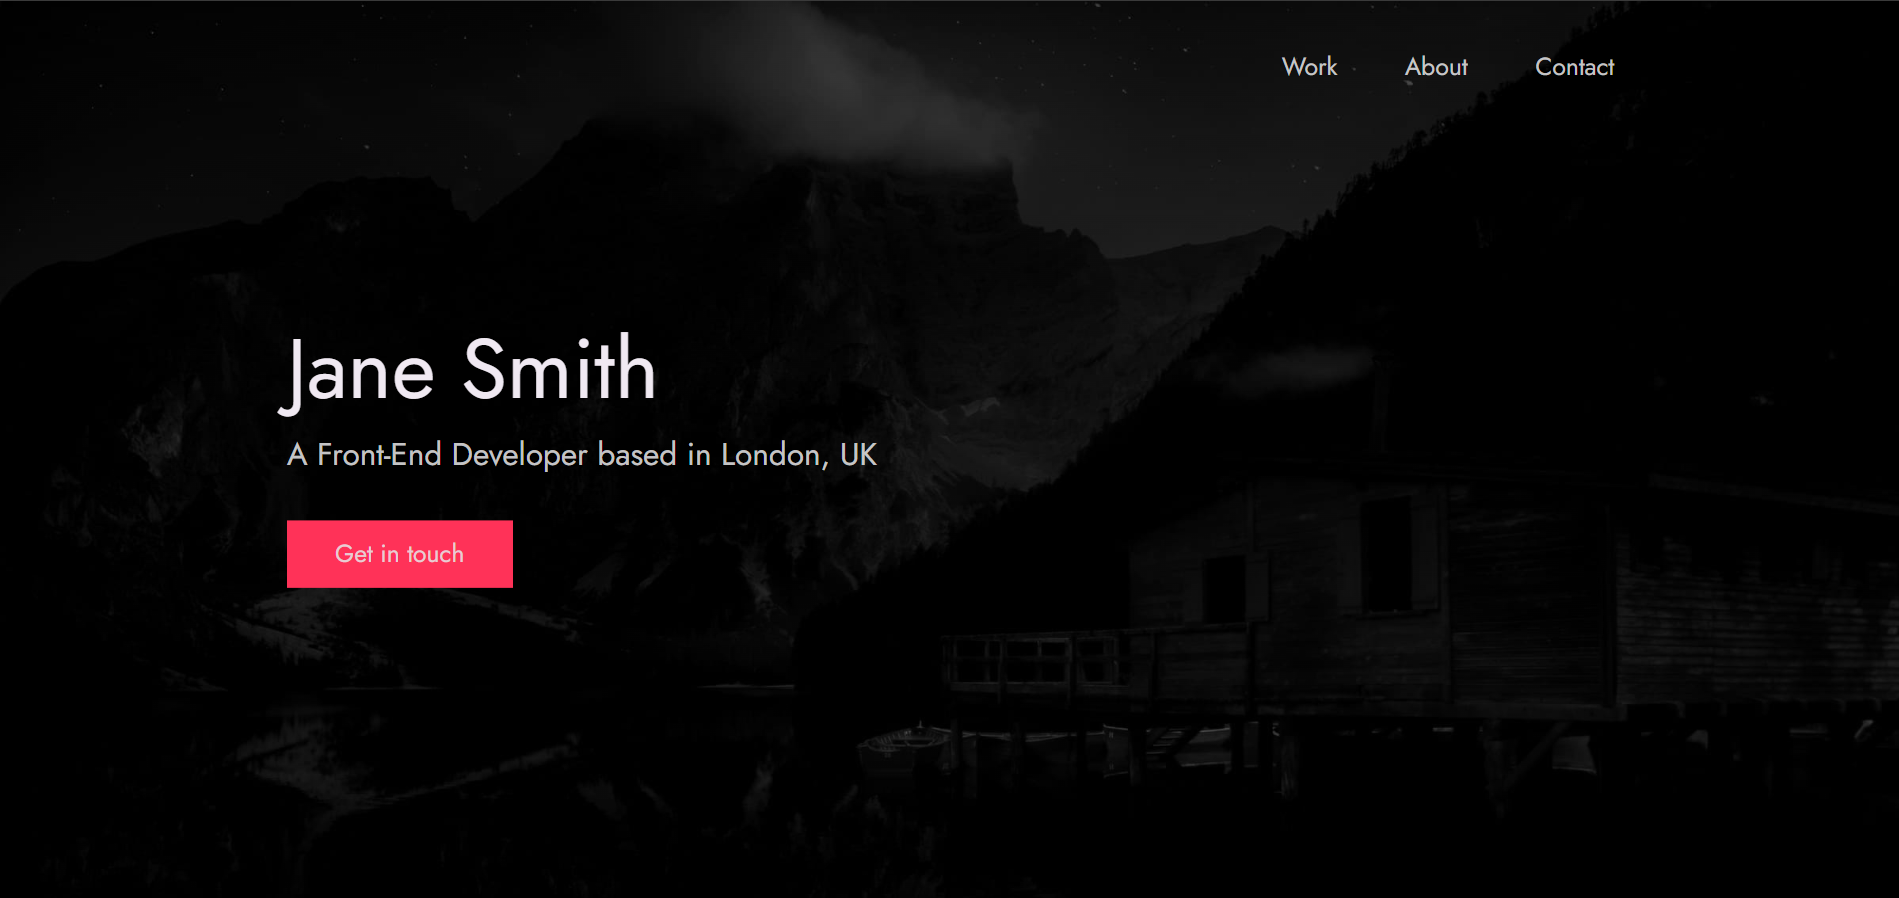 Work About Contact
Jane Smith
A Front-End Developer based in London, UK
Get in touch